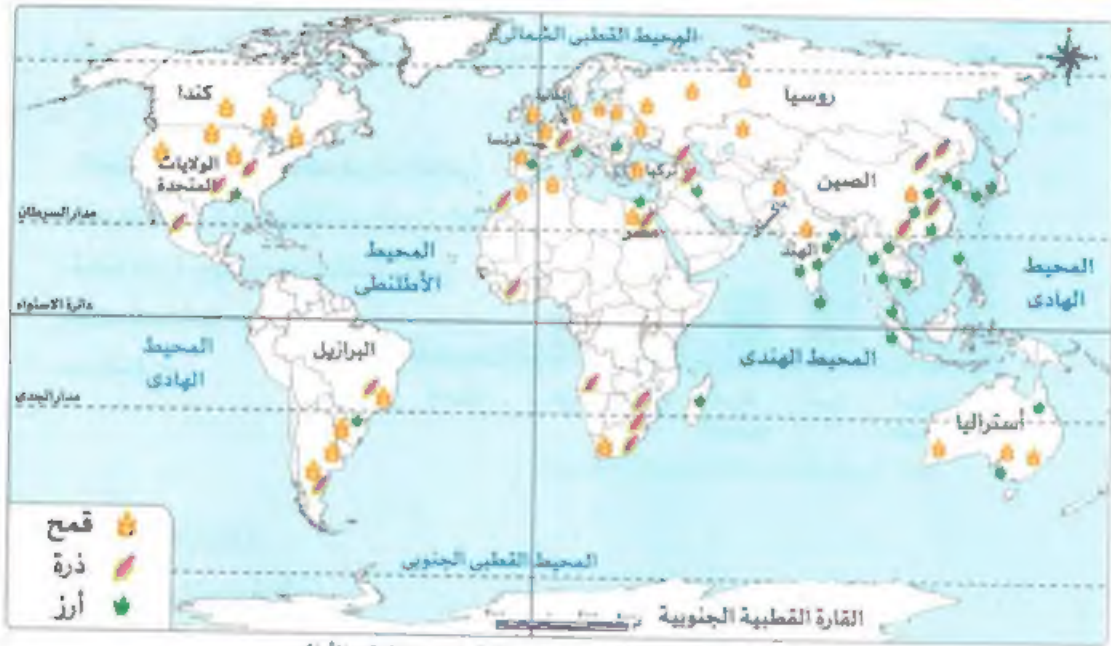 المحيط القطبى الشمالى
كندا
روسيا
فرنسا
الولايات
المتحدة
تركيا
الصين
مدار السرطان
مصر
الهند
المحيط
الأطلنطى
المحيط
الهادى
دائرة الاستواء
البرازيل
المحيط
الهادى
المحيط الهندى
مدار الجدى
أستراليا
قمح
ذرة
أرز
المحيط القطبى الجنوبى
القارة القطبية الجنوبية